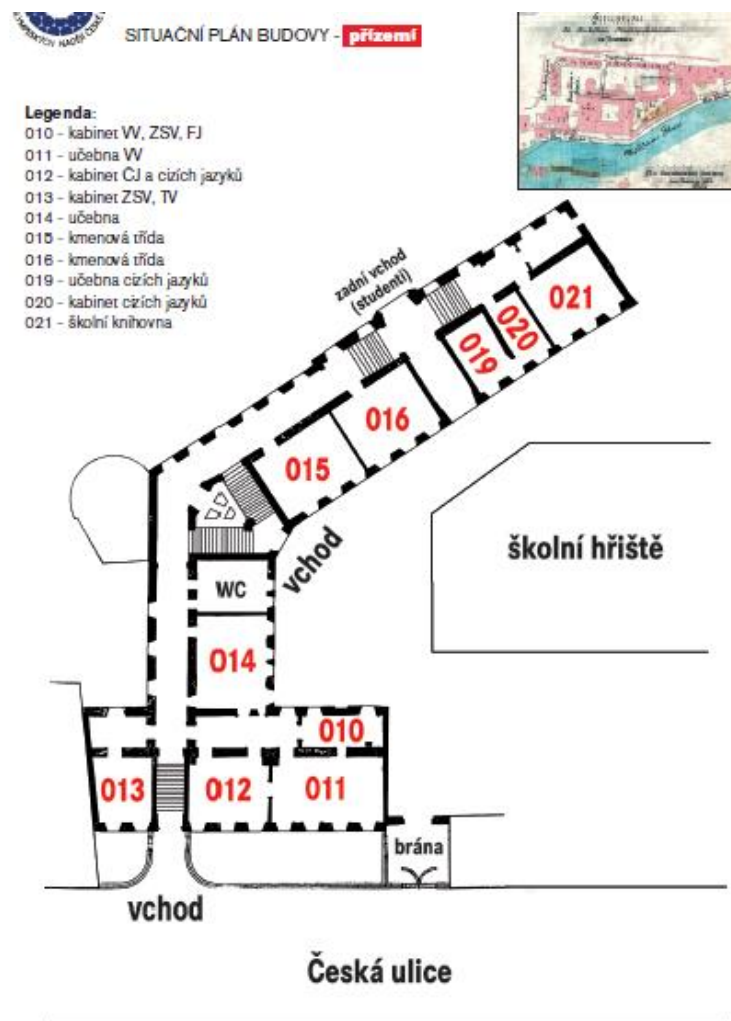 SITUAČNÍ PLÁN BUDOVY - přízemí
Legenda:
010 - kabinet VV, ZSV, FJ
011 - učebna VV
012 - kabinet ČJ a cizích jazyků
013 - kabinet ZSV, TV
014 - učebna
015 - kmenová třída
016 - kmenová třída
019 - učebna cizích jazyků
020 - kabinet cizích jazyků
021 - školní knihovna
zadní vchod
(studenti)
021
020
019
016
015
vchod
školní hřiště
WC
014
010
013
012
011
brána
vchod
Česká ulice